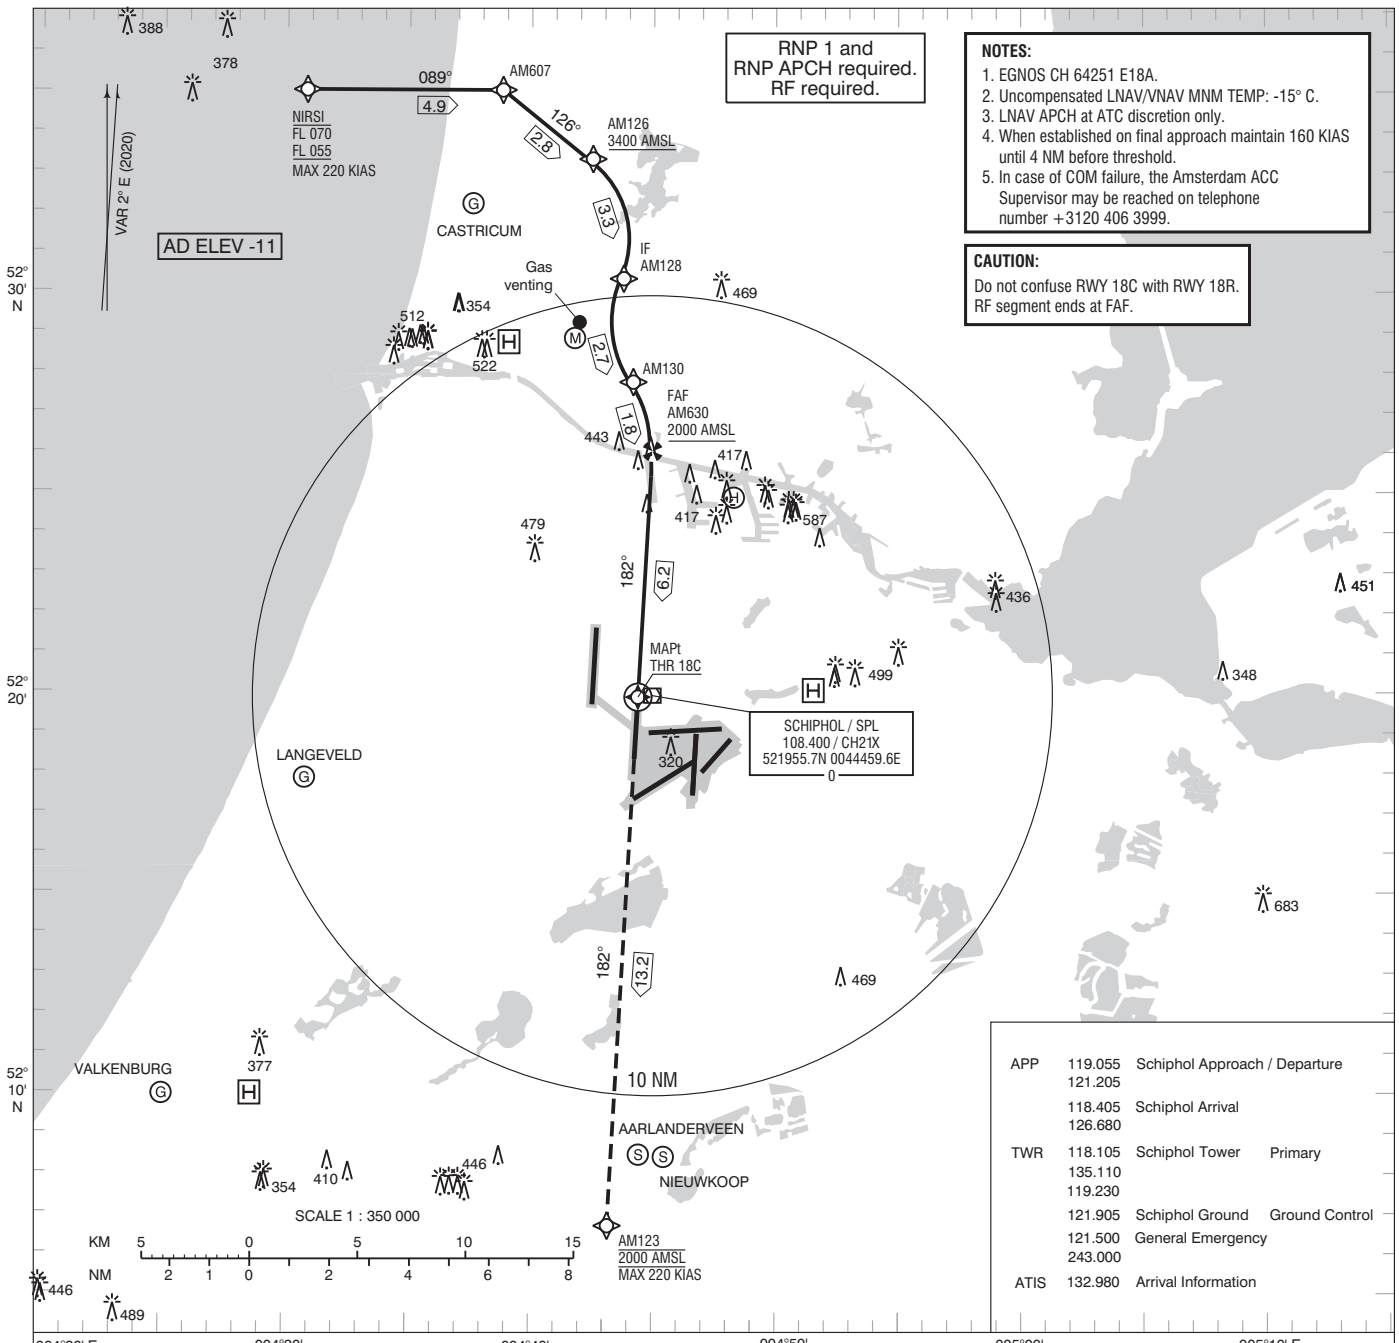 388
378
089°
4.9
AM607
NIRSI
FL 070
FL 055
MAX 220 KIAS
126°
2.8
AM126
3400 AMSL
RNP 1 and
RNP APCH required.
RF required.
NOTES:
1. EGNOS CH 64251 E18A.
2. Uncompensated LNAV/VNAV MNM TEMP: -15° C.
3. LNAV APCH at ATC discretion only.
4. When established on final approach maintain 160 KIAS
until 4 NM before threshold.
5. In case of COM failure, the Amsterdam ACC
Supervisor may be reached on telephone
number +3120 406 3999.
CAUTION:
Do not confuse RWY 18C with RWY 18R.
RF segment ends at FAF.
VAR 2° E (2020)
AD ELEV -11
G
CASTRICUM
3.3
IF
AM128
52°
30'
N
Gas
venting
M
469
354
512
522
H
2.7
AM130
FAF
AM630
2000 AMSL
1.8
443
417
H
417
587
479
182°
6.2
436
451
52°
20'
MAPt
THR 18C
H
499
348
SCHIPHOL / SPL
108.400 / CH21X
521955.7N 0044459.6E
0
320
LANGEVELD
G
683
182°
13.2
469
377
52°
10'
N
VALKENBURG
G
H
10 NM
AARLANDERVEEN
S
S
NIEUWKOOP
354
410
446
SCALE 1 : 350 000
KM 5 0 5 10 15
NM 2 1 0 2 4 6 8
AM123
2000 AMSL
MAX 220 KIAS
446
489
APP 119.055 Schiphol Approach / Departure
121.205
118.405 Schiphol Arrival
126.680
TWR 118.105 Schiphol Tower Primary
135.110
119.230
121.905 Schiphol Ground Ground Control
121.500 General Emergency
243.000
ATIS 132.980 Arrival Information